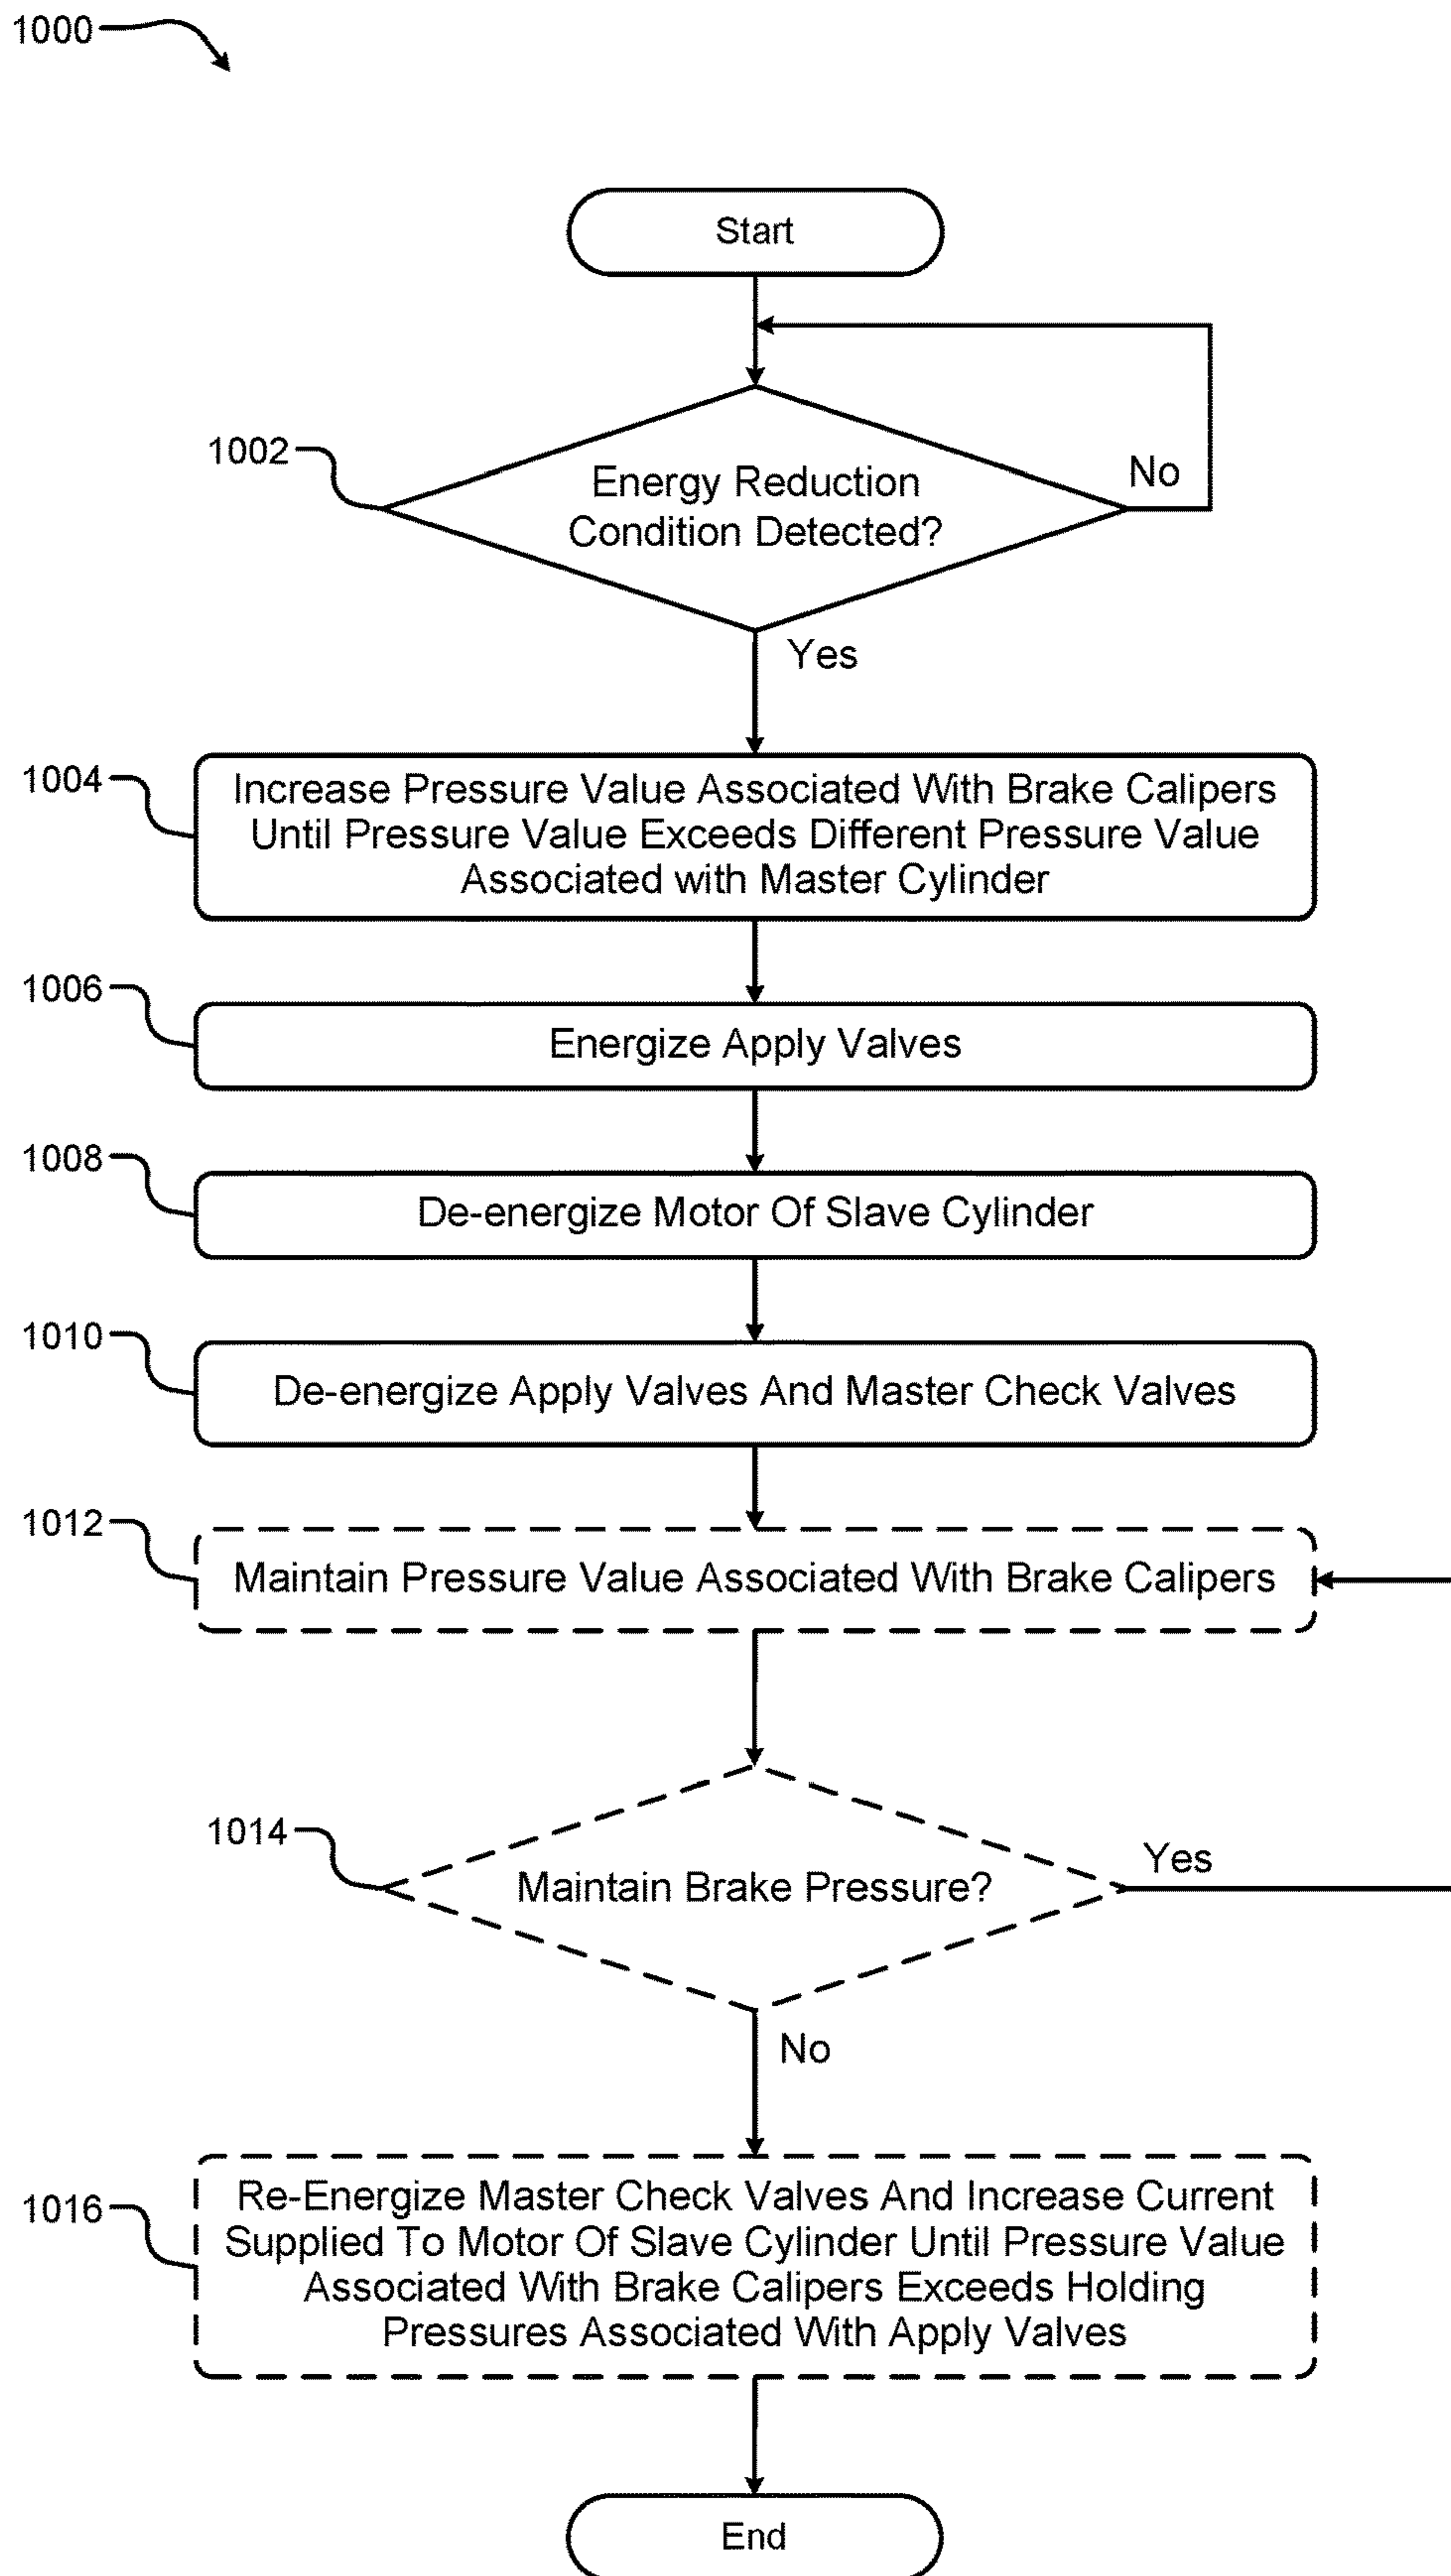 1000
Start
1002
Energy Reduction
Condition Detected?
No
Yes
1004
Increase Pressure Value Associated With Brake Calipers
Until Pressure Value Exceeds Different Pressure Value
Associated with Master Cylinder
1006
Energize Apply Valves
1008
De-energize Motor Of Slave Cylinder
1010
De-energize Apply Valves And Master Check Valves
1012
Maintain Pressure Value Associated With Brake Calipers
1014
Maintain Brake Pressure?
Yes
No
1016
Re-Energize Master Check Valves And Increase Current
Supplied To Motor Of Slave Cylinder Until Pressure Value
Associated With Brake Calipers Exceeds Holding
Pressures Associated With Apply Valves
End